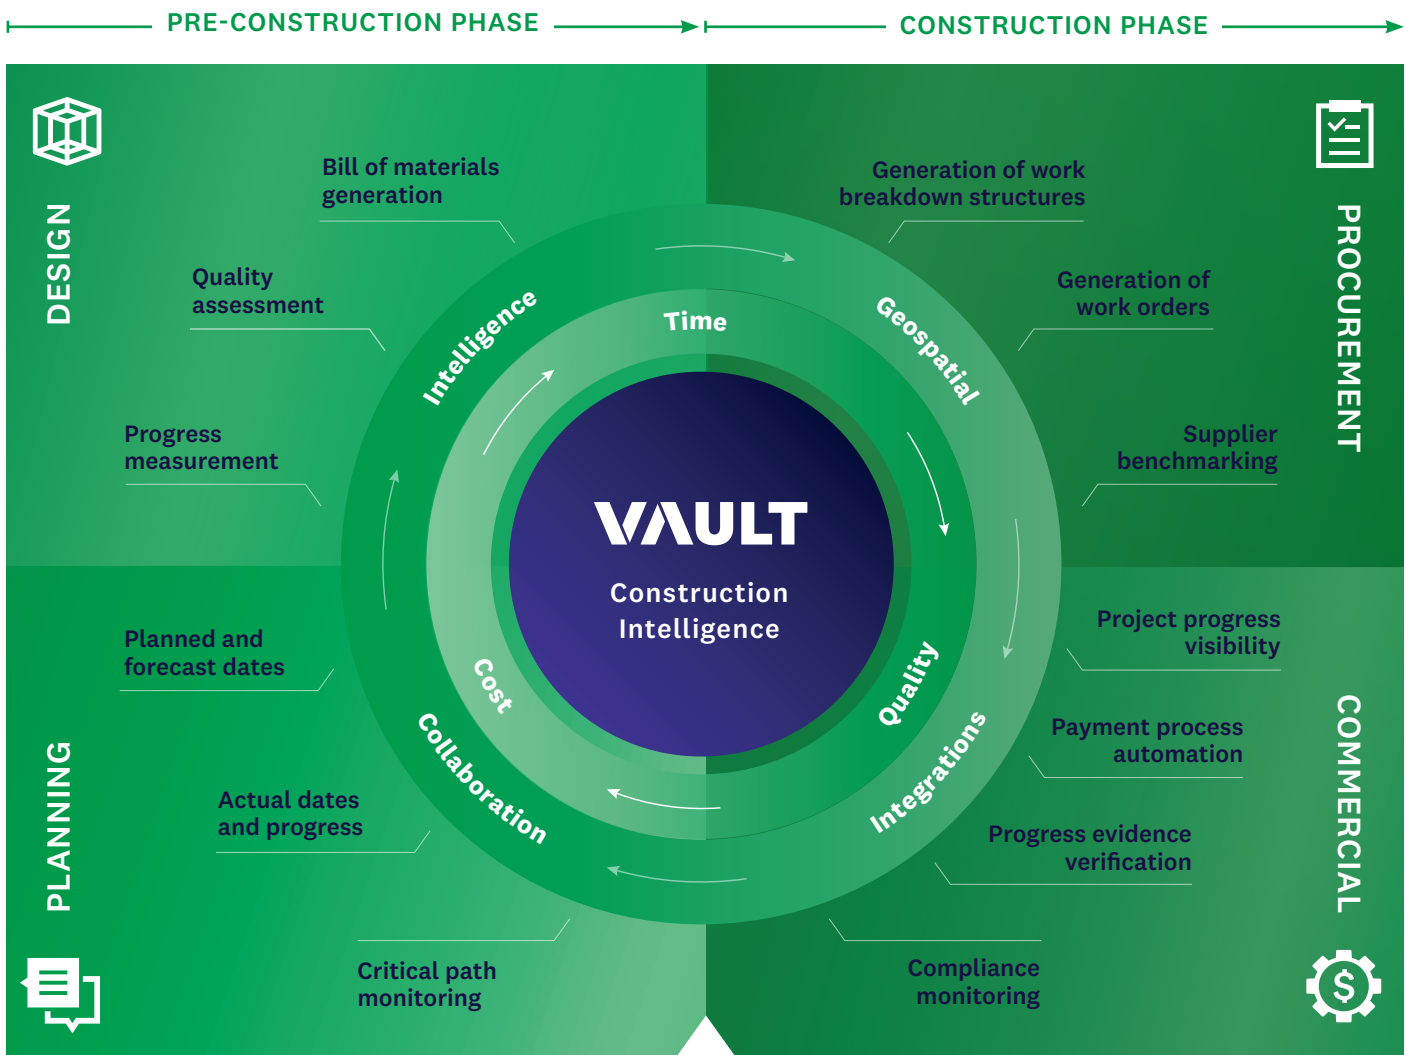 PRE-CONSTRUCTION PHASE
CONSTRUCTION PHASE
DESIGN
Bill of materials
generation
Quality
assessment
Progress
measurement
PROCUREMENT
Generation of work
breakdown structures
Generation of
work orders
Supplier
benchmarking
Intelligence
Geospatial
Time
VAULT
Construction
Intelligence
Cost
Quality
Collaboration
Integrations
PLANNING
Planned and
forecast dates
Actual dates
and progress
Critical path
monitoring
COMMERCIAL
Project progress
visibility
Payment process
automation
Progress evidence
verification
Compliance
monitoring
$